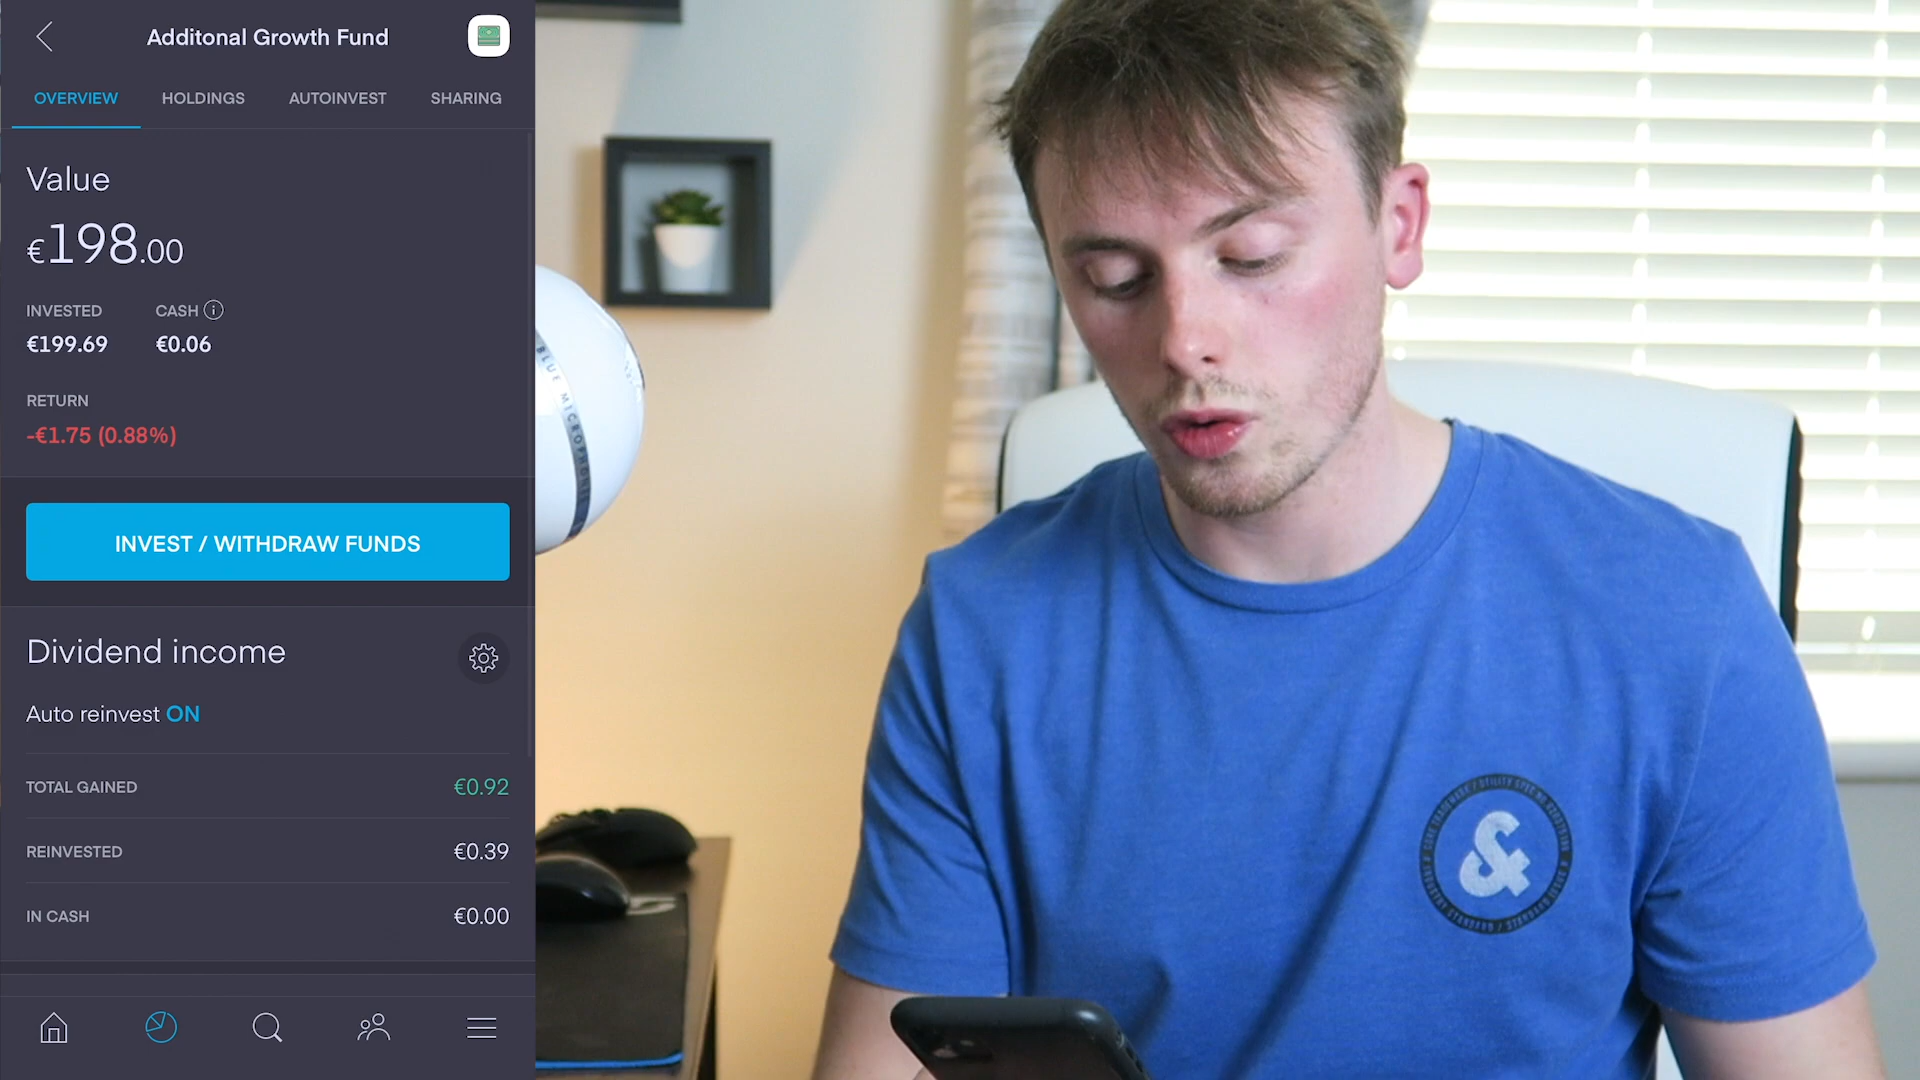 Additonal Growth Fund
OVERVIEW HOLDINGS AUTOINVEST SHARING
Value
€198.00
INVESTED CASH
€199.69 €0.06
RETURN
-€1.75 (0.88%)
INVEST / WITHDRAW FUNDS
Dividend income
Auto reinvest ON
TOTAL GAINED €0.92
REINVESTED €0.39
IN CASH €0.00
BLUE MICROPHONES
&